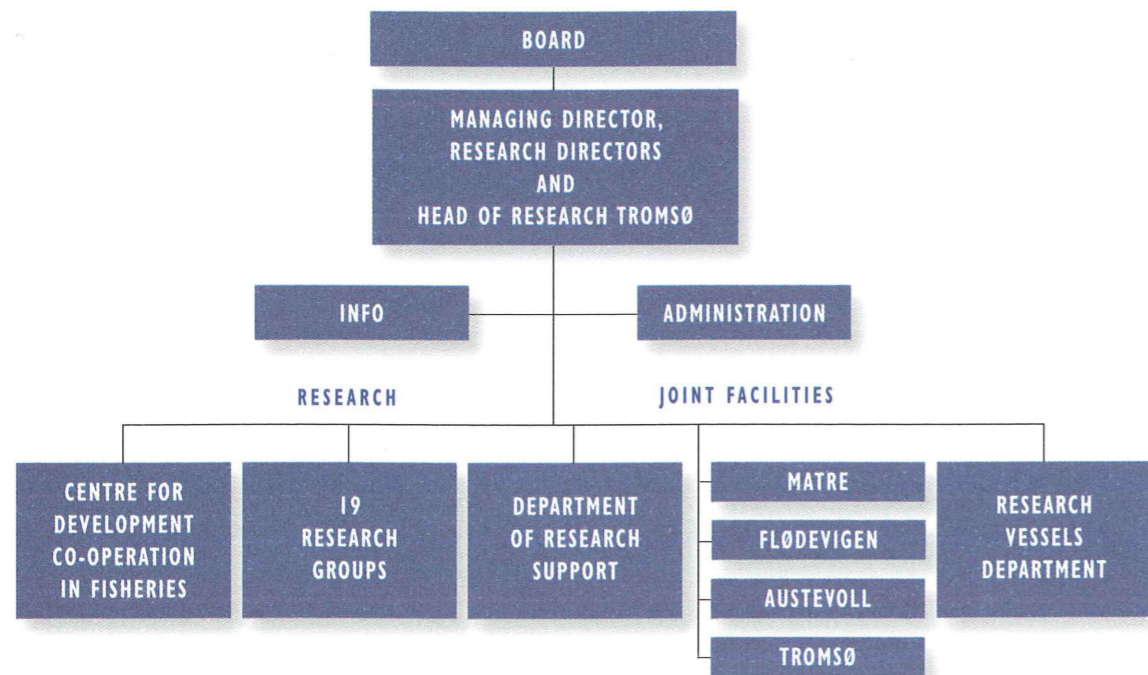 BOARD
MANAGING DIRECTOR,
RESEARCH DIRECTORS
AND
HEAD OF RESEARCH TROMSØ
INFO
ADMINISTRATION
RESEARCH
JOINT FACILITIES
CENTRE FOR
DEVELOPMENT
CO-OPERATION
IN FISHERIES
19
RESEARCH
GROUPS
DEPARTMENT
OF RESEARCH
SUPPORT
MATRE
FLØDEVIGEN
AUSTEVOLL
TROMSØ
RESEARCH
VESSELS
DEPARTMENT